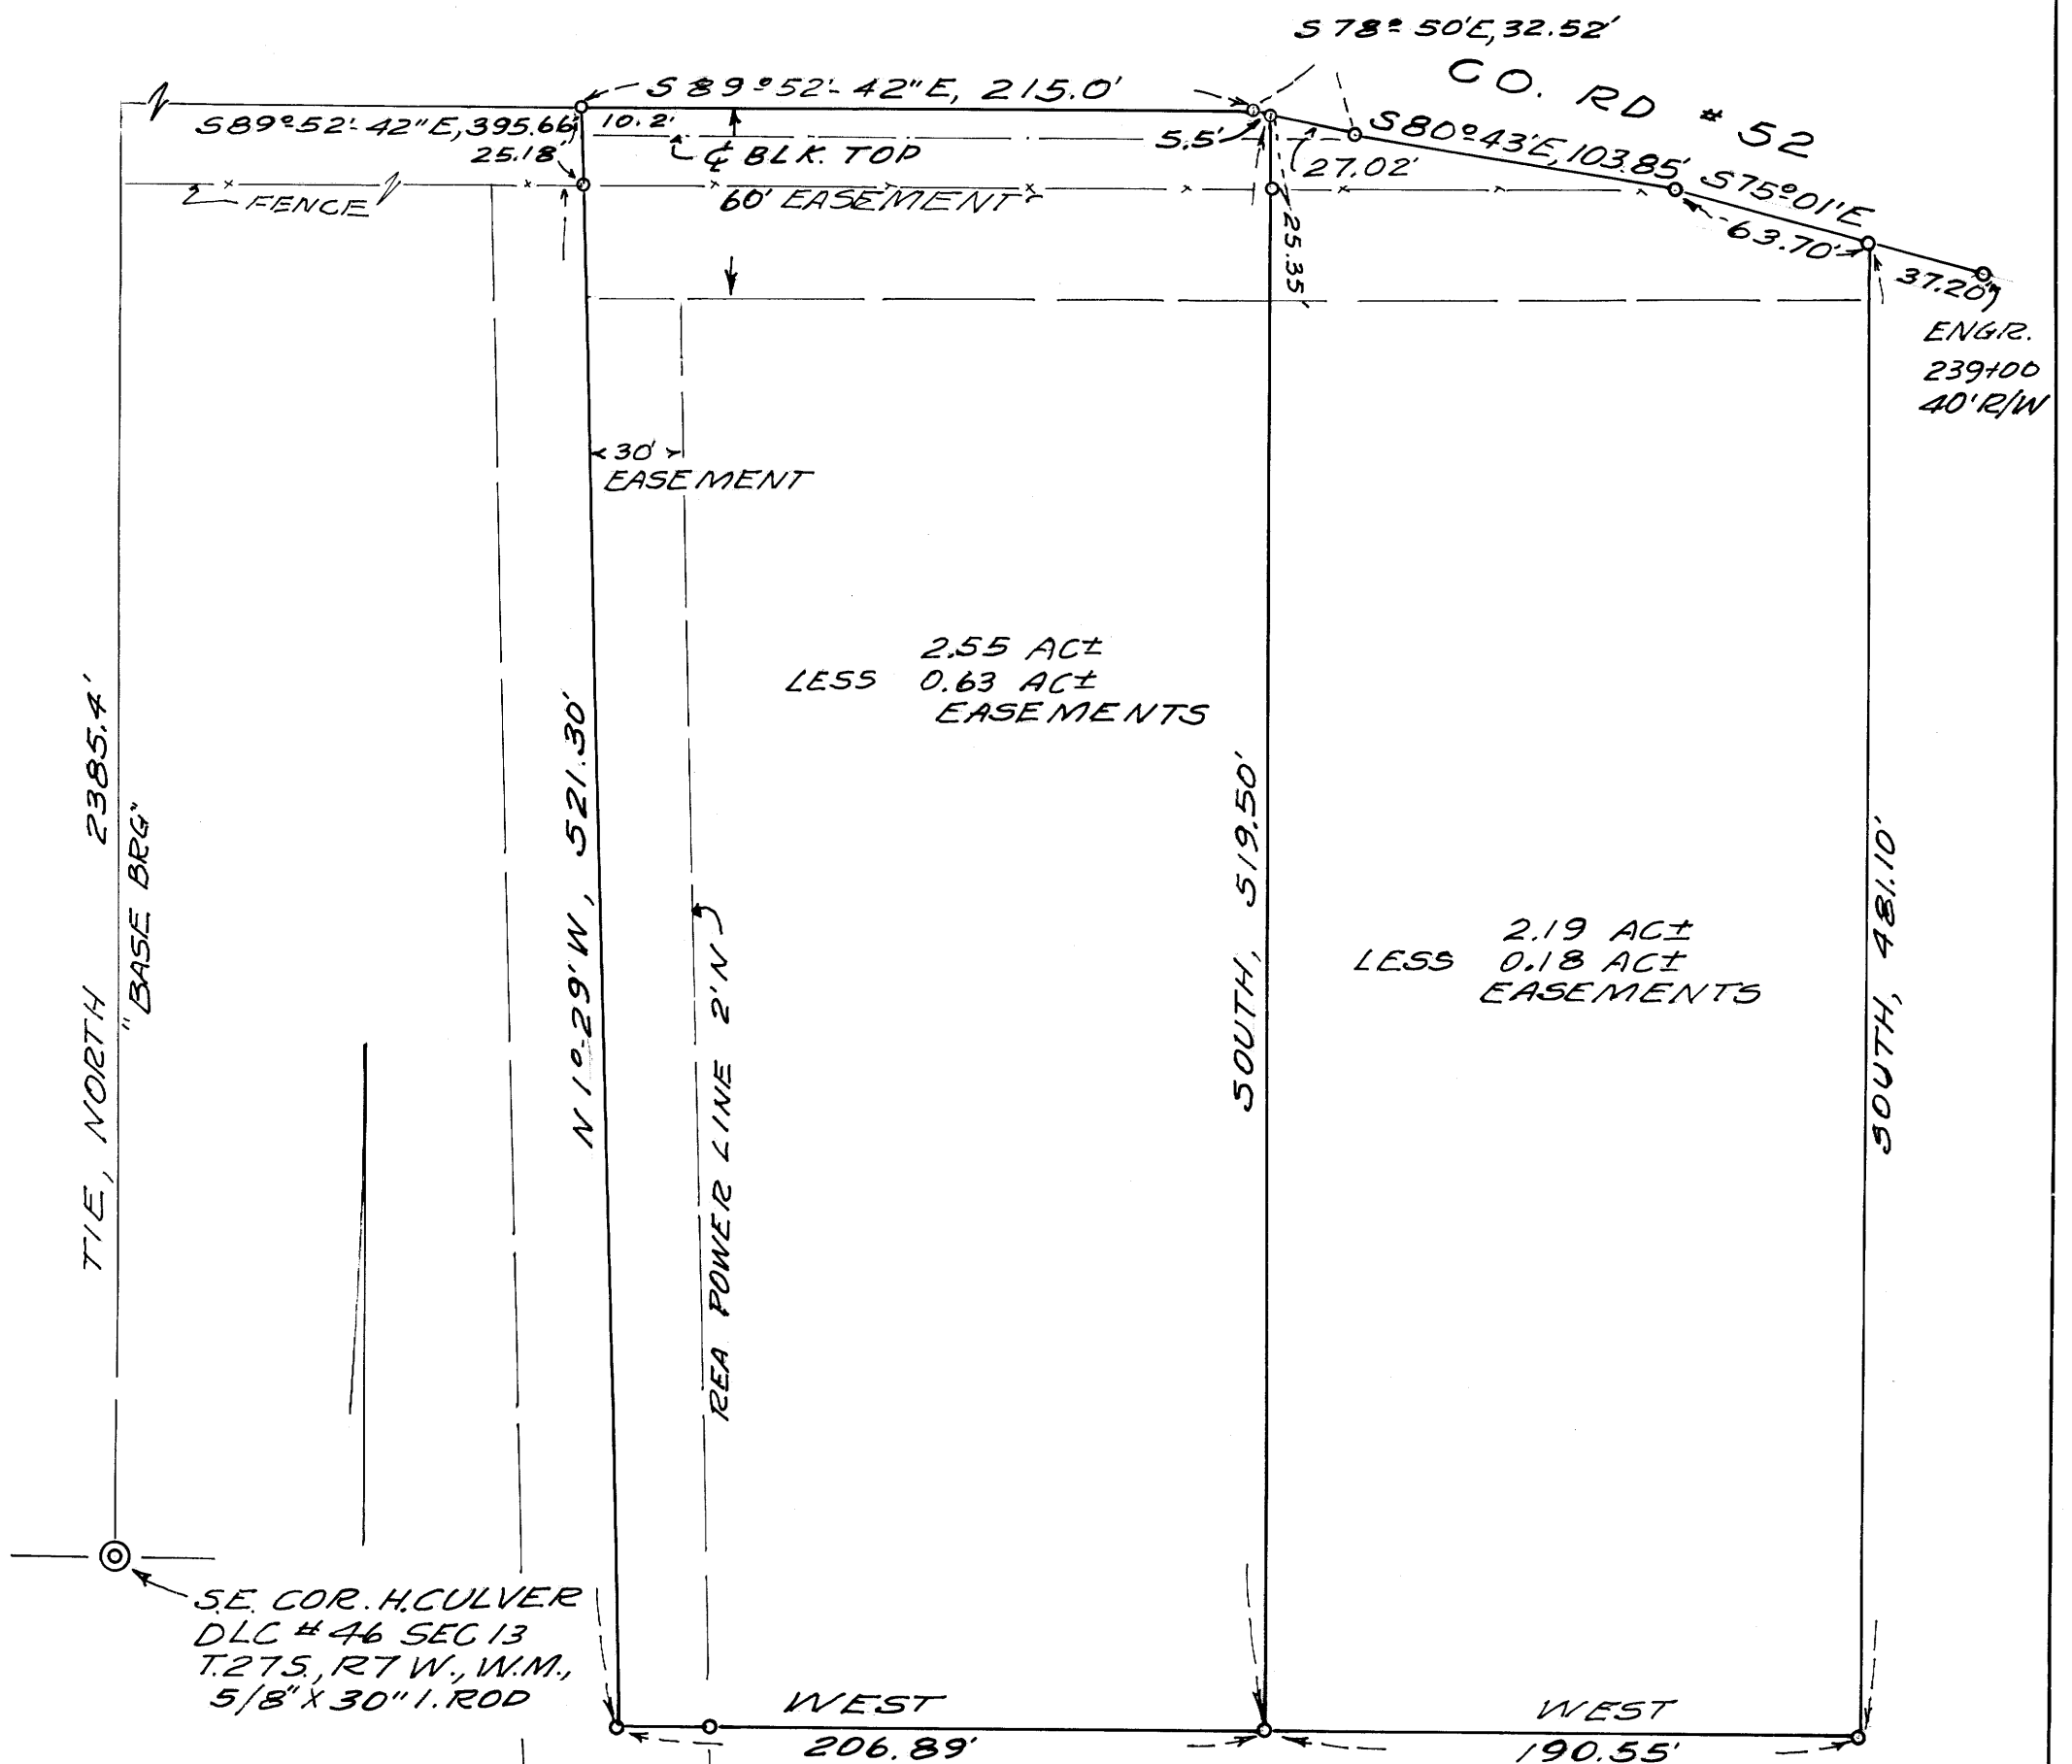 S 78° 50'E, 32.52'
CO. RD # 52
S 89°52'-42"E, 215.0'
S89°52'-42"E, 395.66'
10.2'
25.18'
℄ BLK. TOP
5.5'
27.02'
S80°43'E, 103.85'
S75°01'E
63.70'
37.20'
FENCE
60' EASEMENT
25.35'
ENGR.
239+00
40' R/W
30'
EASEMENT
2.55 AC±
LESS 0.63 AC±
EASEMENTS
TIE, NORTH 2385.4'
"BASE BRG"
N 1°-29' W, 521.30'
REA POWER LINE 2' N
SOUTH, 519.50'
2.19 AC±
LESS 0.18 AC±
EASEMENTS
SOUTH, 481.10'
S.E. COR. H. CULVER
DLC # 46 SEC 13
T.27S., R7 W., W.M.,
5/8" X 30" I. ROD
WEST
206.89'
WEST
190.55'